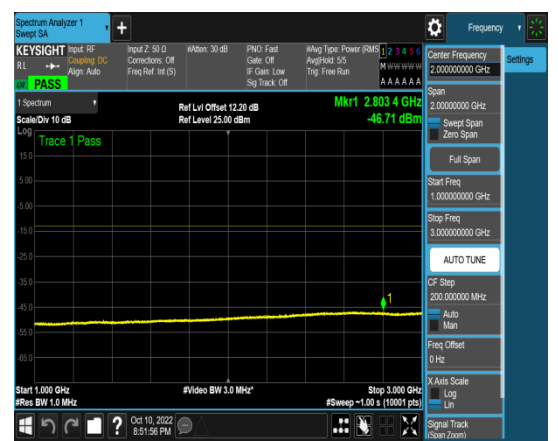 Spectrum Analyzer 1
Swept SA
+
Frequency
KEYSIGHT
RL
Input: RF
Coupling: DC
Align: Auto
Input Z: 50 Ω
Corrections: Off
Freq Ref: Int (S)
#Atten: 30 dB
PNO: Fast
Gate: Off
IF Gain: Low
Sig Track: Off
#Avg Type: Power (RMS
Avg|Hold: 5/5
Trig: Free Run
1 2 3 4 5 6
M W W W W W
A A A A A A
PASS
1 Spectrum
Scale/Div 10 dB
Log
Ref Lvl Offset 12.20 dB
Ref Level 25.00 dBm
Mkr1 2.803 4 GHz
-46.71 dBm
Trace 1 Pass
15.0
5.00
-5.00
-15.0
-25.0
-35.0
-45.0
-55.0
-65.0
1
Start 1.000 GHz
#Res BW 1.0 MHz
#Video BW 3.0 MHz*
Stop 3.000 GHz
#Sweep ~1.00 s (10001 pts)
Center Frequency
2.000000000 GHz
Settings
Span
2.00000000 GHz
Swept Span
Zero Span
Full Span
Start Freq
1.000000000 GHz
Stop Freq
3.000000000 GHz
AUTO TUNE
CF Step
200.000000 MHz
Auto
Man
Freq Offset
0 Hz
X Axis Scale
Log
Lin
Signal Track
(Span Zoom)
?
Oct 10, 2022
8:51:56 PM